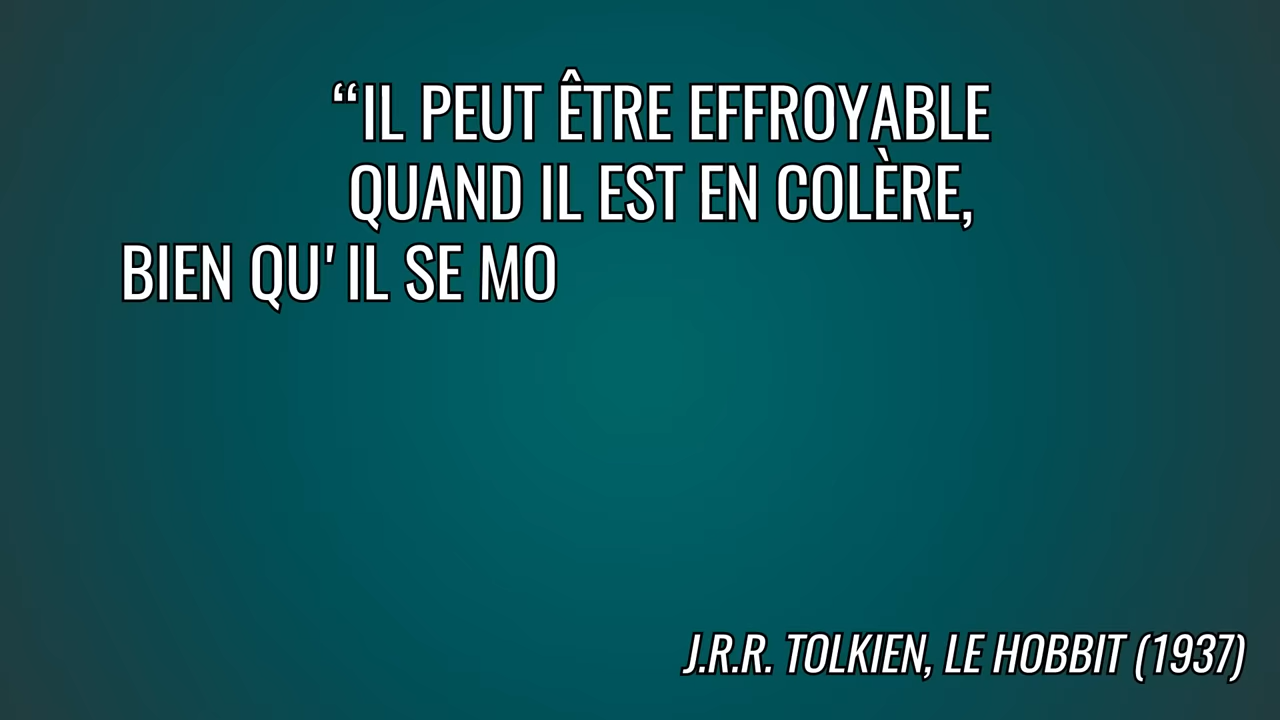 “IL PEUT ÊTRE EFFROYABLE
QUAND IL EST EN COLÈRE,
BIEN QU'IL SE MO
J.R.R. TOLKIEN, LE HOBBIT (1937)